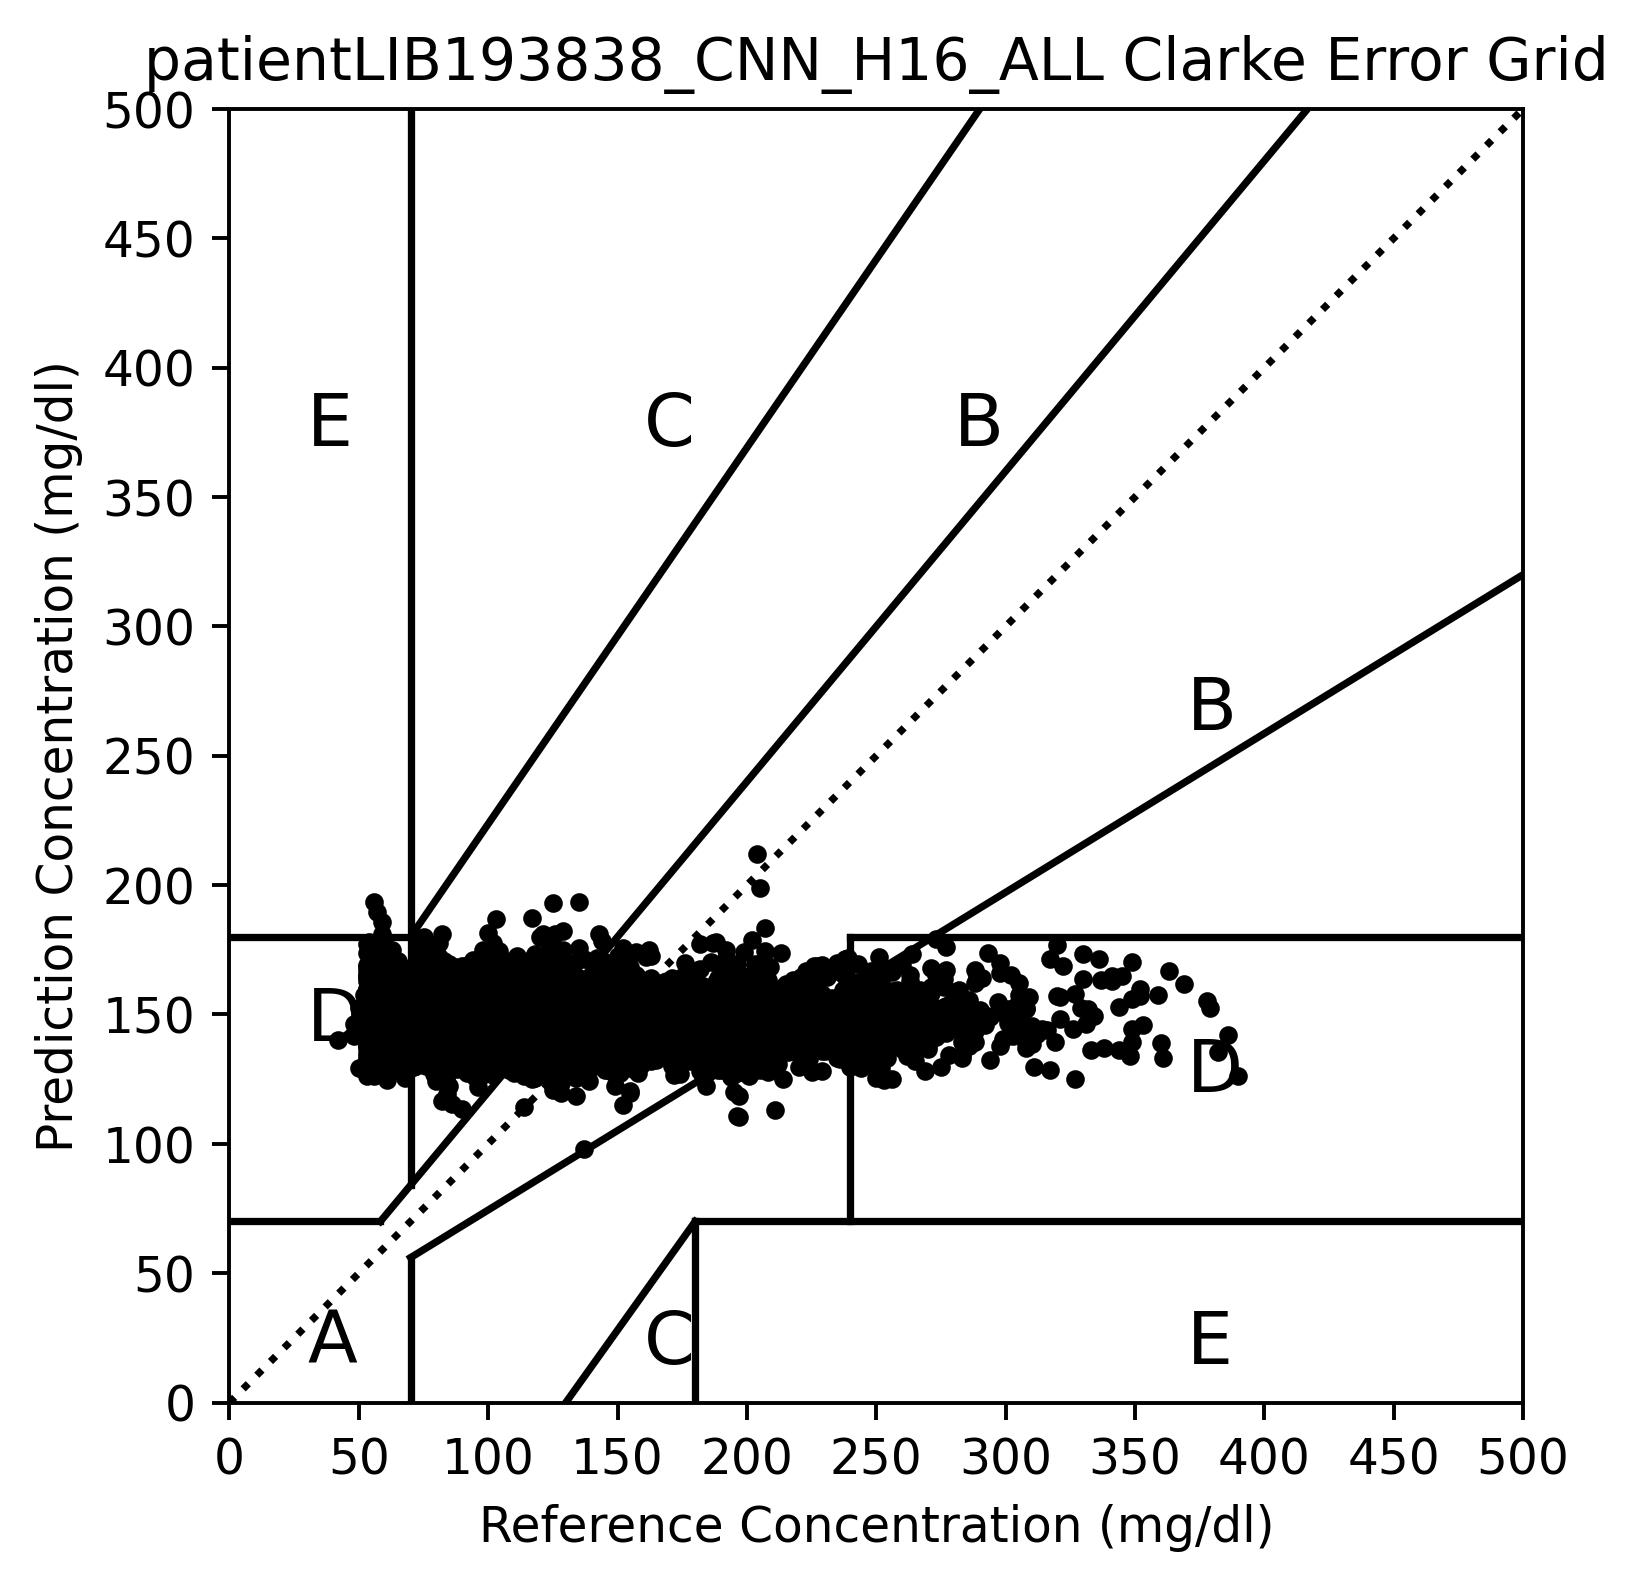 patientLIB193838_CNN_H16_ALL Clarke Error Grid
Prediction Concentration (mg/dl)
500
450
400
350
300
250
200
150
100
50
0
E
C
B
B
D
D
A
C
E
0 50 100 150 200 250 300 350 400 450 500
Reference Concentration (mg/dl)